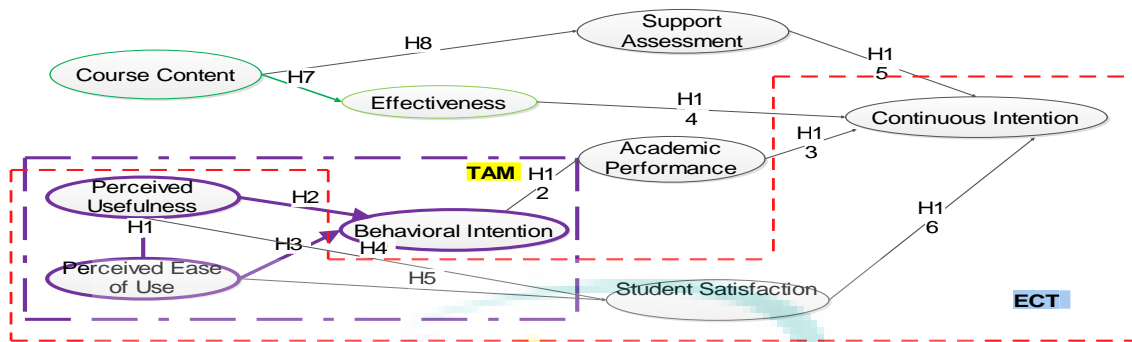 Support
Assessment
H8
H1
5
Course Content
H7
Effectiveness
H1
4
Continuous Intention
Academic
Performance
H1
3
TAM
H1
2
Perceived
Usefulness
H2
Behavioral Intention
H1
H3
H4
Perceived Ease
of Use
H5
Student Satisfaction
H1
6
ECT